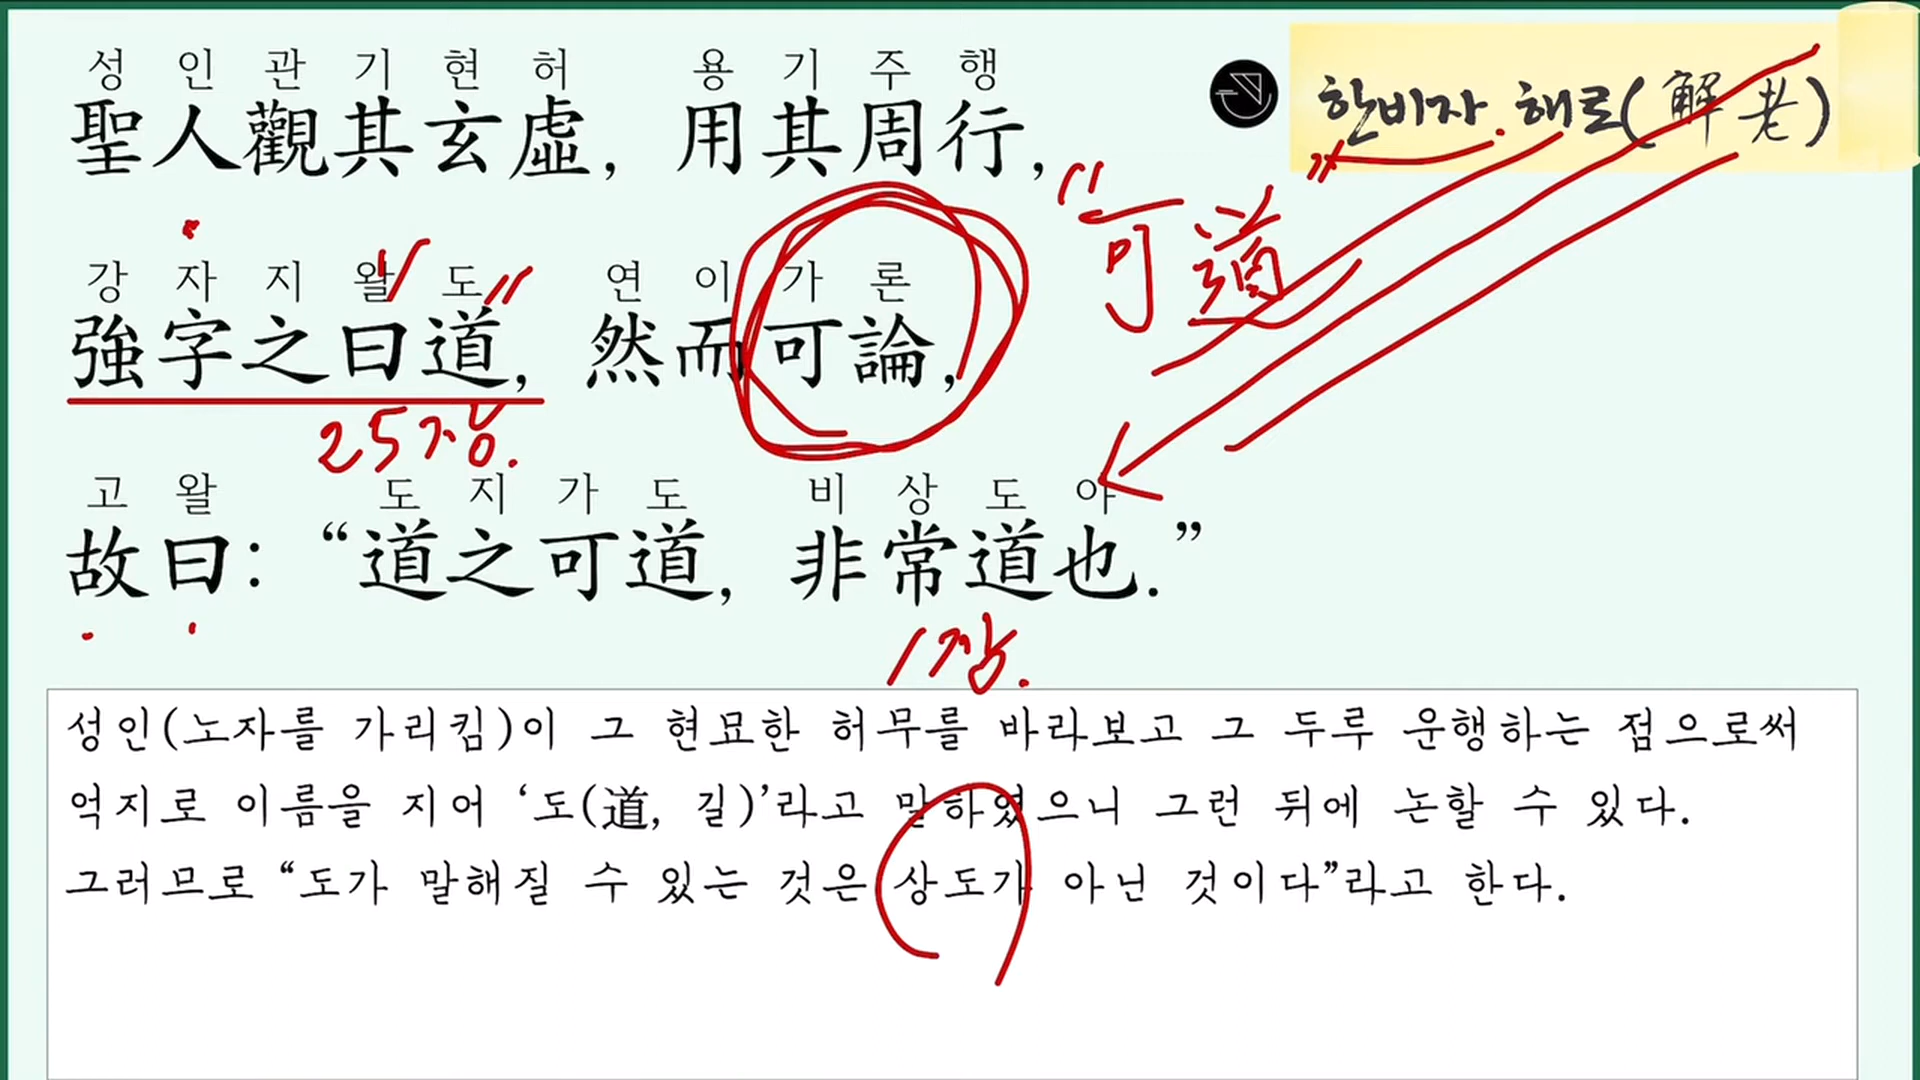 한비자 해로(解老)
성 인 관 기 현 허 용 기 주 행
聖人觀其玄虛, 用其周行,
"可道"
강 자 지 왈 도 연 이 가 론
強字之曰道, 然而可論,
25장.
고 왈 도 지 가 도 비 상 도 야
故曰: “道之可道, 非常道也.”
1장.
성인(노자를 가리킴)이 그 현묘한 허무를 바라보고 그 두루 운행하는 점으로써
억지로 이름을 지어 ‘도(道, 길)’라고 말하였으니 그런 뒤에 논할 수 있다.
그러므로 “도가 말해질 수 있는 것은 상도가 아닌 것이다”라고 한다.